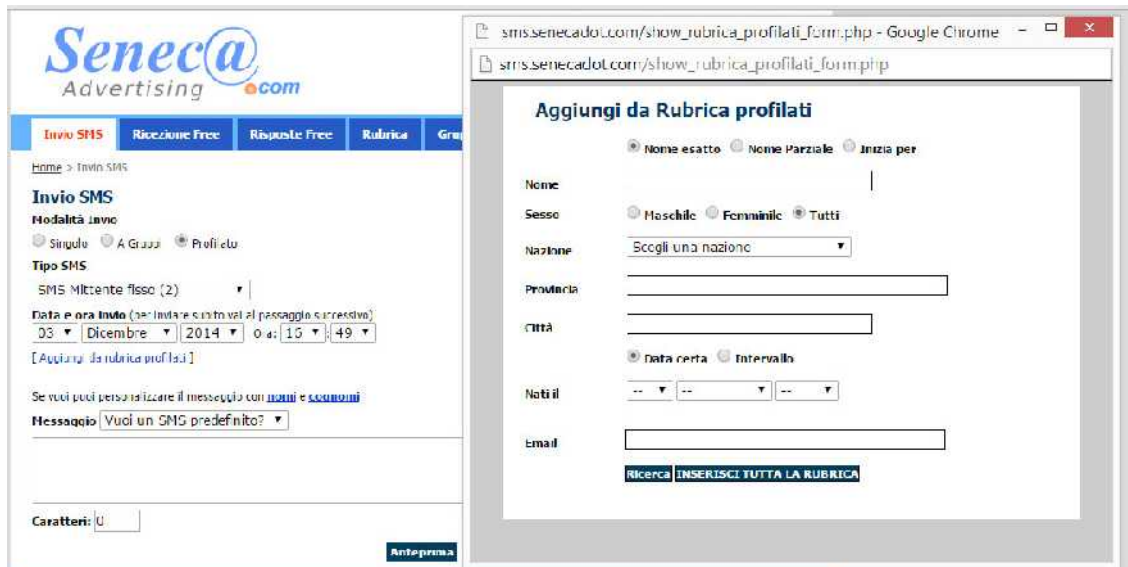 Senec@
Advertising .com
Invio SMS Ricezione Free Risposte Free Rubrica Gru
Home > Invio SMS
Invio SMS
Modalità Invio
Singolo A Gruppi Profilato
Tipo SMS
SMS Mittente fisso (2)
Data e ora invio (per inviare subito vai al passaggio successivo)
03 Dicembre 2014 Ora: 15 : 49
[ Aggiungi da rubrica profilati ]
Se vuoi puoi personalizzare il messaggio con nomi e cognomi
Messaggio Vuoi un SMS predefinito?
Caratteri: 0
Anteprima
sms.senecadot.com/show_rubrica_profilati_form.php - Google Chrome
sms.senecadot.com/show_rubrica_profilati_form.php
Aggiungi da Rubrica profilati
Nome esatto Nome Parziale Inizia per
Nome
Sesso Maschile Femminile Tutti
Nazione Scegli una nazione
Provincia
Città
Data certa Intervallo
Nati il -- -- --
Email
Ricerca INSERISCI TUTTA LA RUBRICA